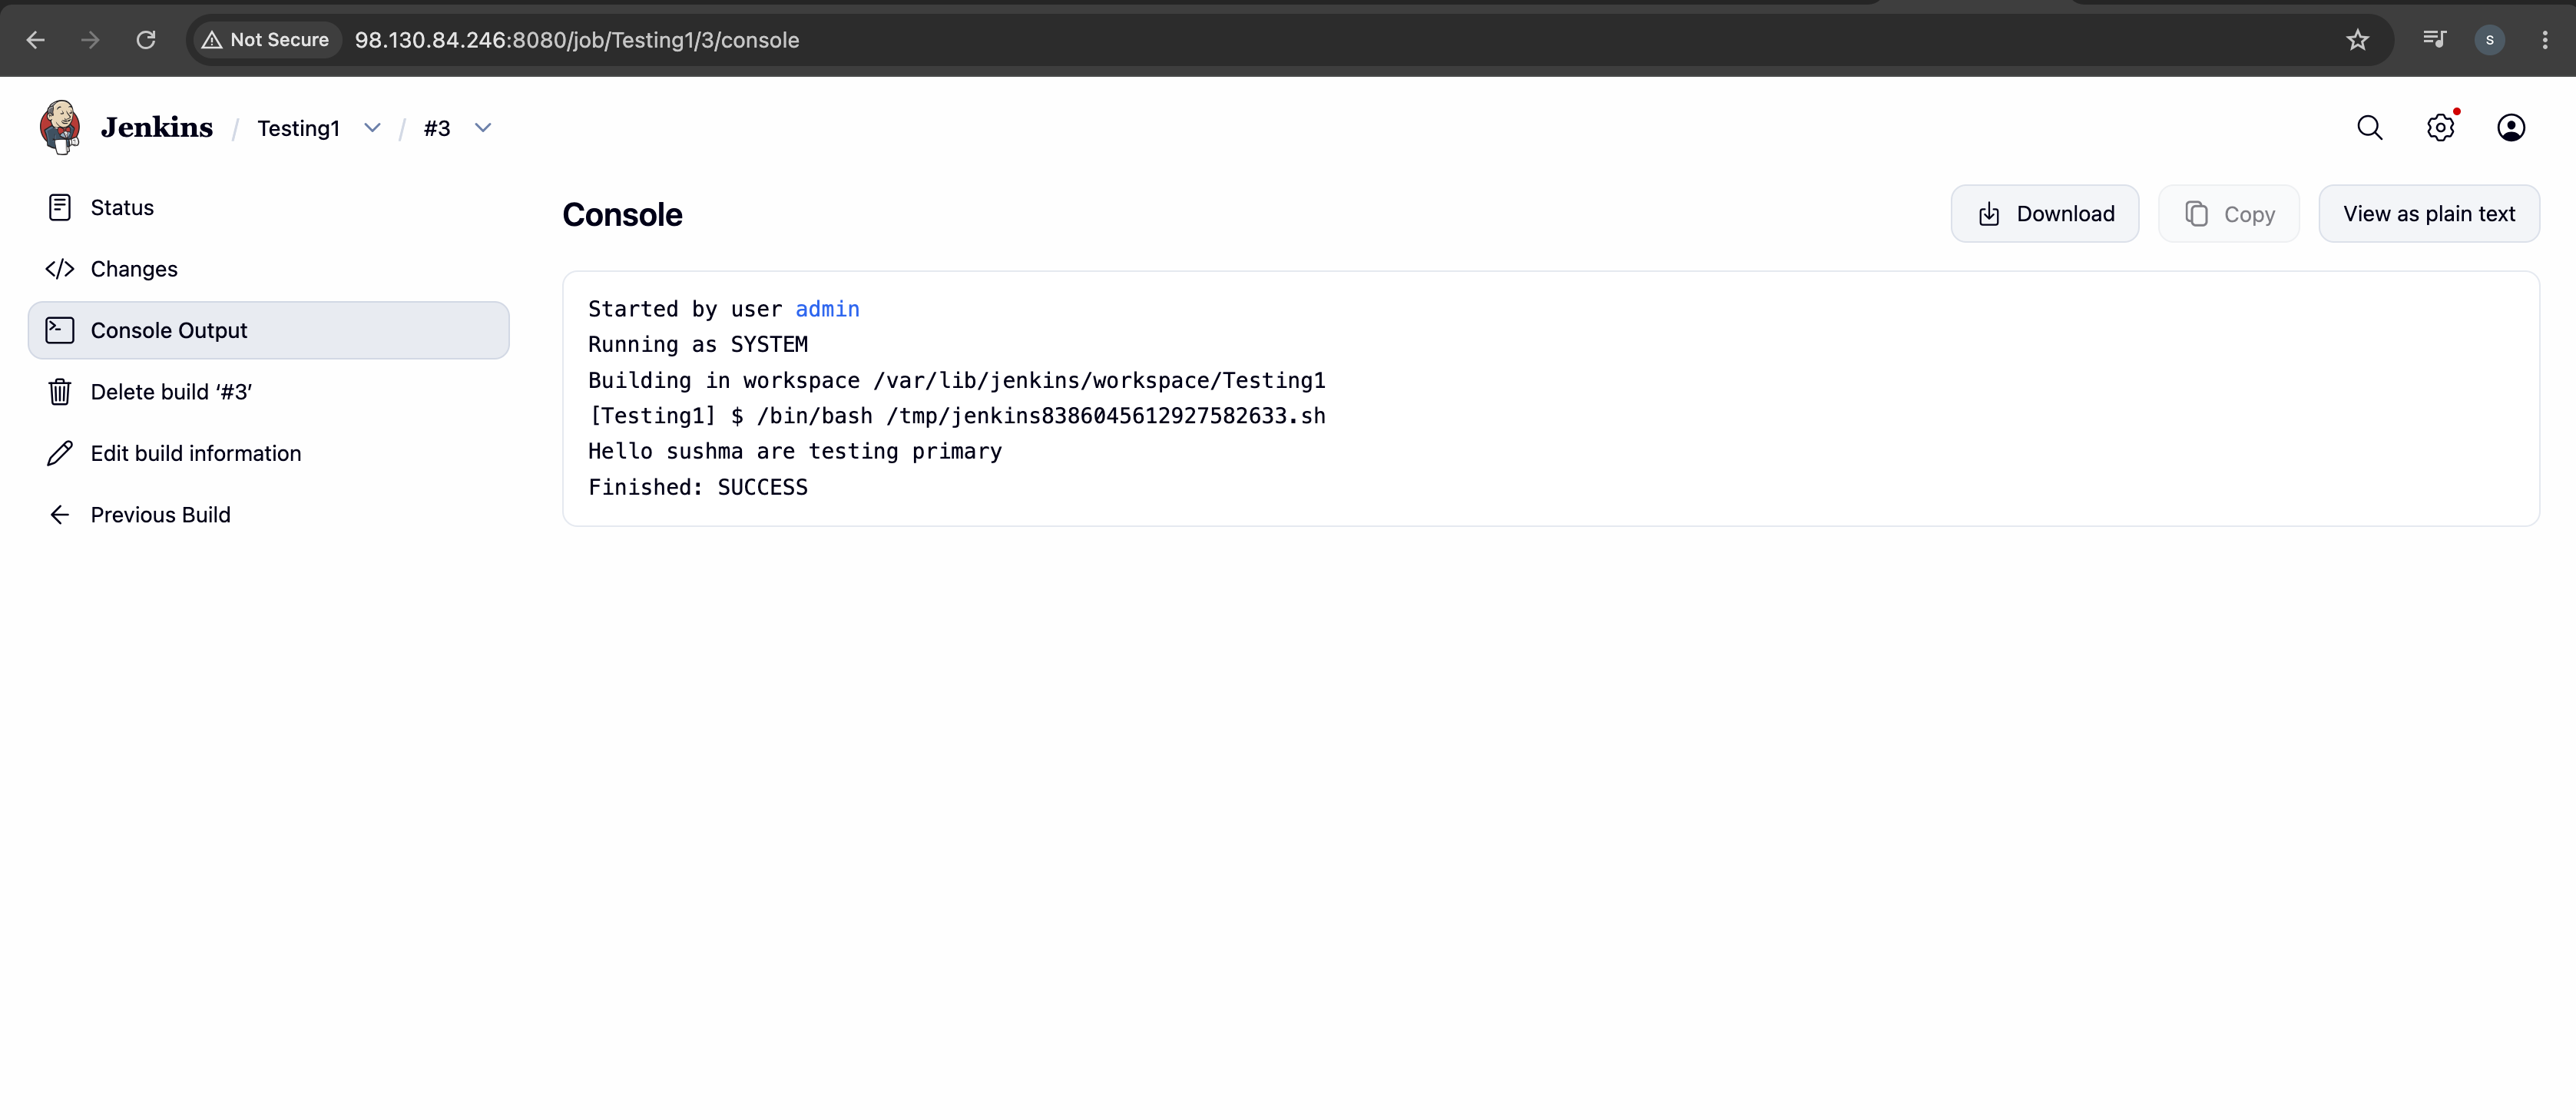 Not Secure 98.130.84.246:8080/job/Testing1/3/console S
Jenkins / Testing1 / #3
Status
Changes
Console Output
Delete build ‘#3’
Edit build information
Previous Build
Console
Download
Copy
View as plain text
Started by user admin
Running as SYSTEM
Building in workspace /var/lib/jenkins/workspace/Testing1
[Testing1] $ /bin/bash /tmp/jenkins8386045612927582633.sh
Hello sushma are testing primary
Finished: SUCCESS